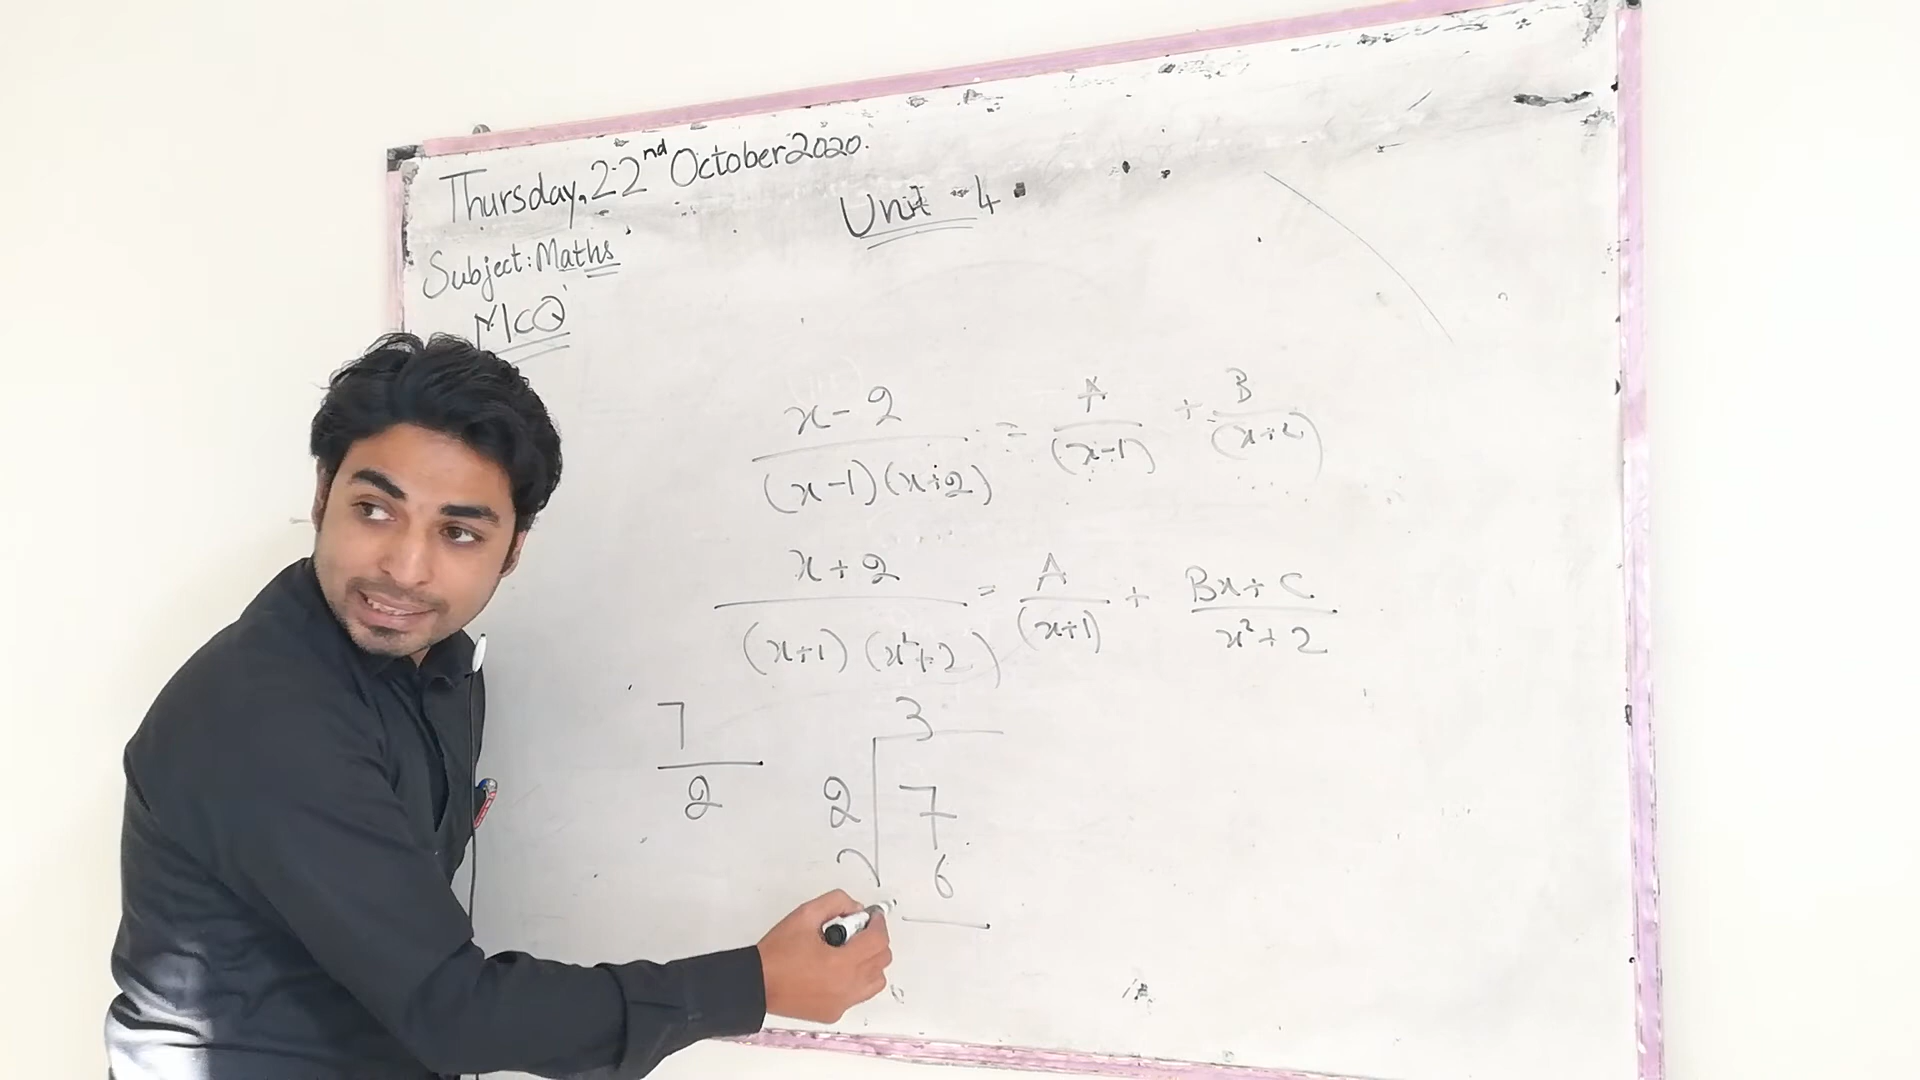 Thursday, 22nd October 2020.
Unit - 4
Subject: Maths
MCQ
x - 2 / (x-1)(x+2) = A / (x-1) + B / (x+2)
x + 2 / (x+1) (x²+2) = A / (x+1) + Bx + C / x² + 2
7 / 2
3
2 7
6